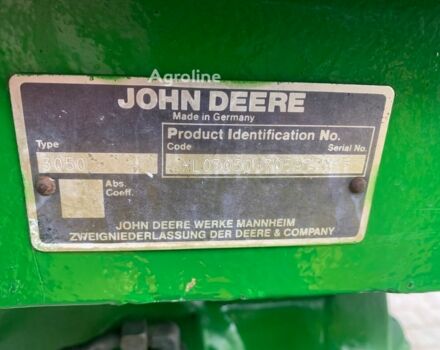 Agroline
JOHN DEERE
Made in Germany
Product Identification No.
Type
Code
Serial No.
3050
Abs.
Coeff.
JOHN DEERE WERKE MANNHEIM
ZWEIGNIEDERLASSUNG DER DEERE & COMPANY